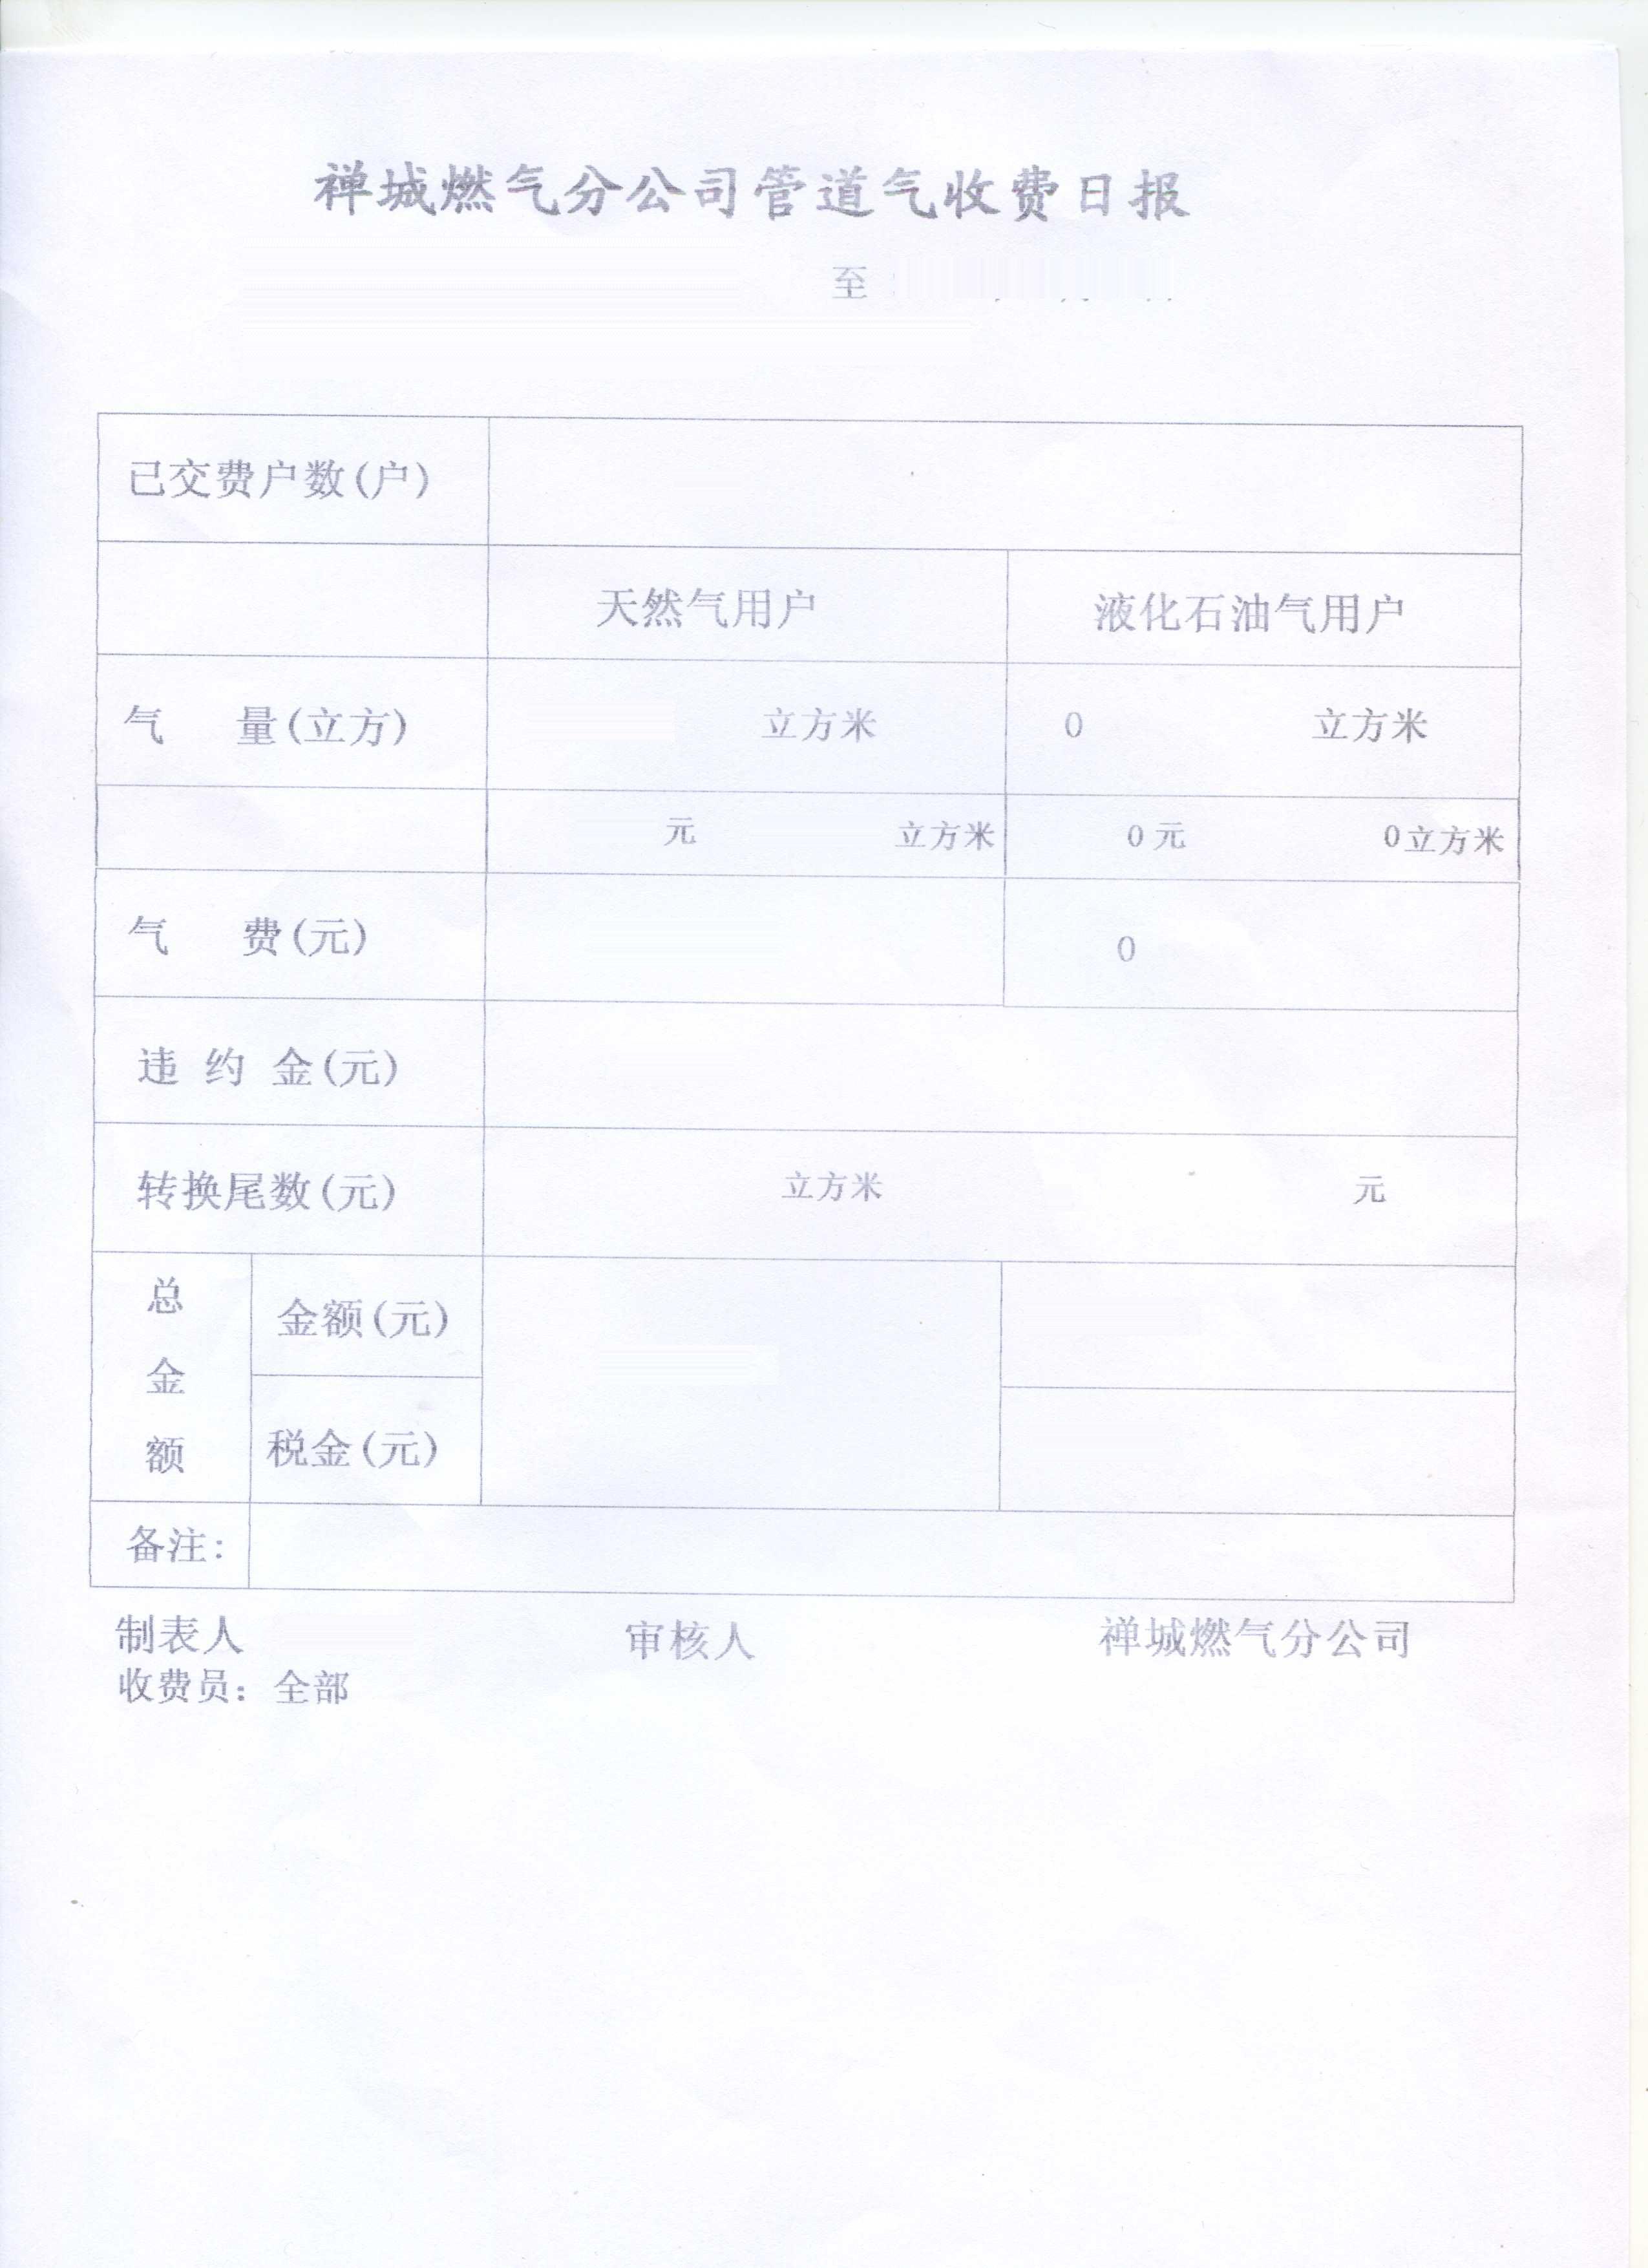 禅城燃气分公司管道气收费日报
至
已交费户数(户)
天然气用户 液化石油气用户
气 量(立方) 立方米 0 立方米
元 立方米 0元 0立方米
气 费(元) 0
违 约 金(元)
转换尾数(元) 立方米 元
总金额 金额(元)
税金(元)
备注:
制表人 审核人 禅城燃气分公司
收费员: 全部